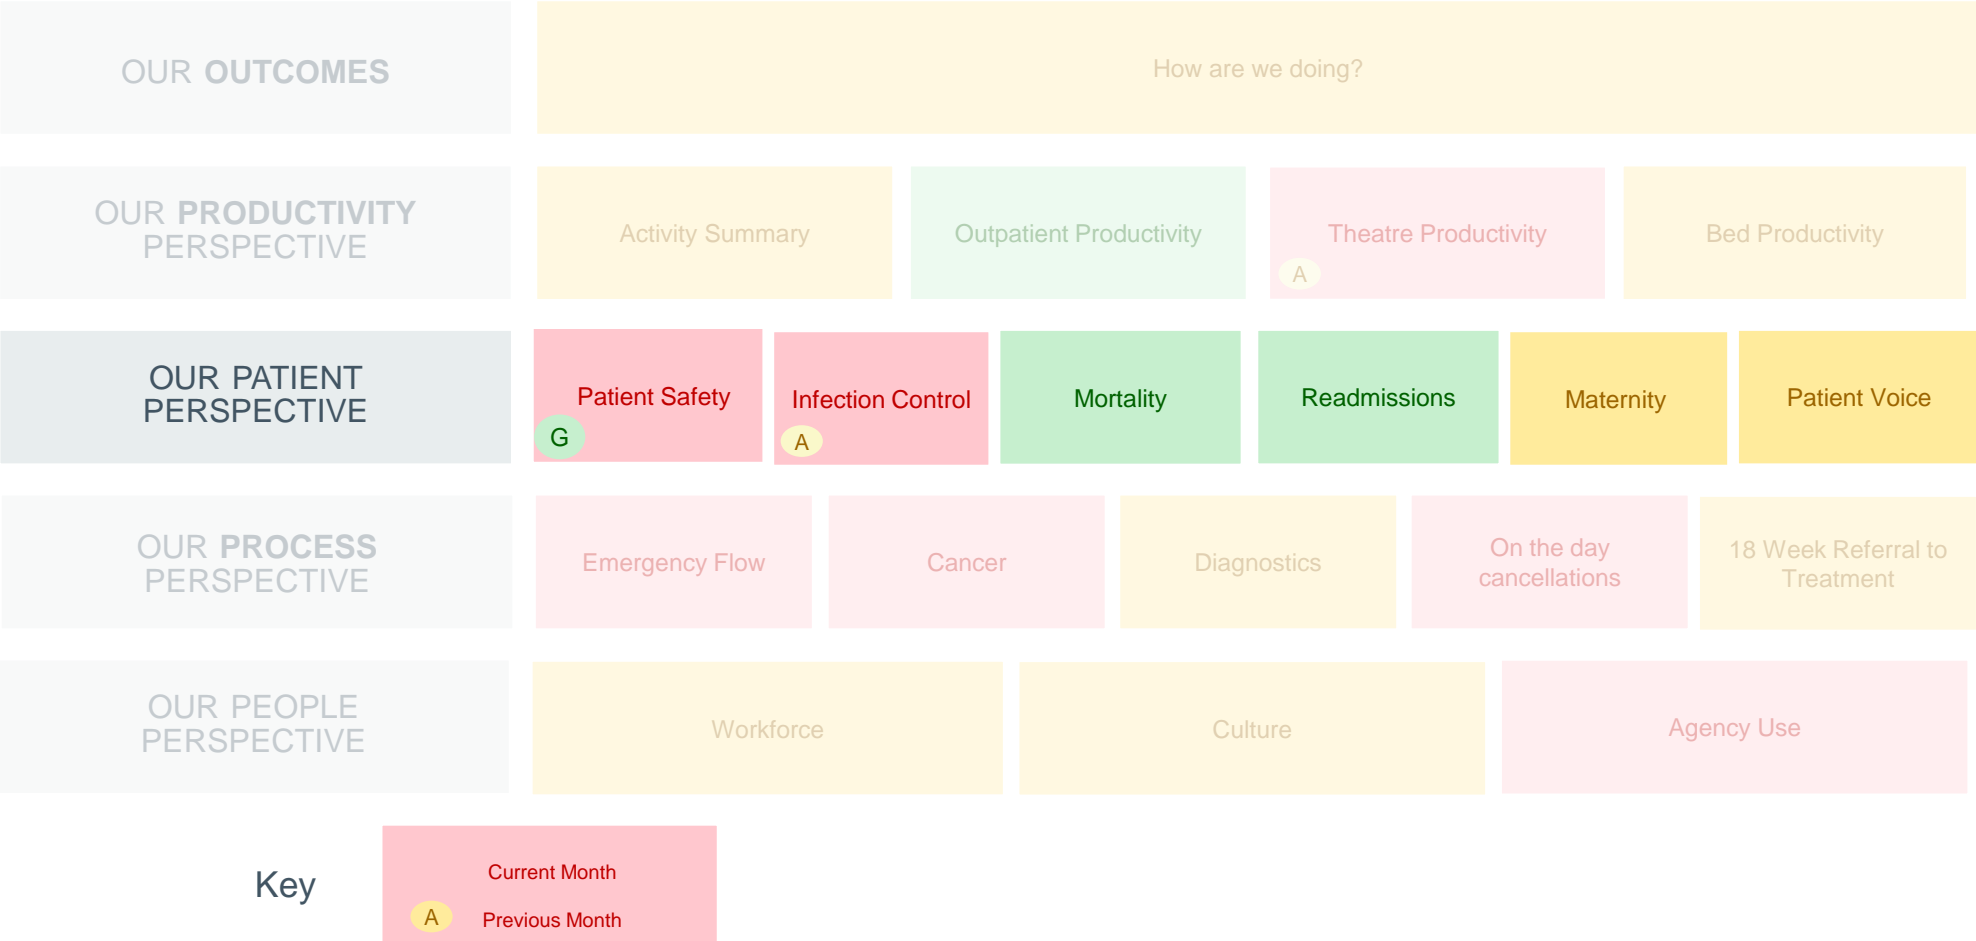 OUR OUTCOMES
How are we doing?
OUR PRODUCTIVITY
PERSPECTIVE
Activity Summary
Outpatient Productivity
Theatre Productivity
A
Bed Productivity
OUR PATIENT
PERSPECTIVE
Patient Safety
G
Infection Control
A
Mortality
Readmissions
Maternity
Patient Voice
OUR PROCESS
PERSPECTIVE
Emergency Flow
Cancer
Diagnostics
On the day
cancellations
18 Week Referral to
Treatment
OUR PEOPLE
PERSPECTIVE
Workforce
Culture
Agency Use
Key
Current Month
A
Previous Month